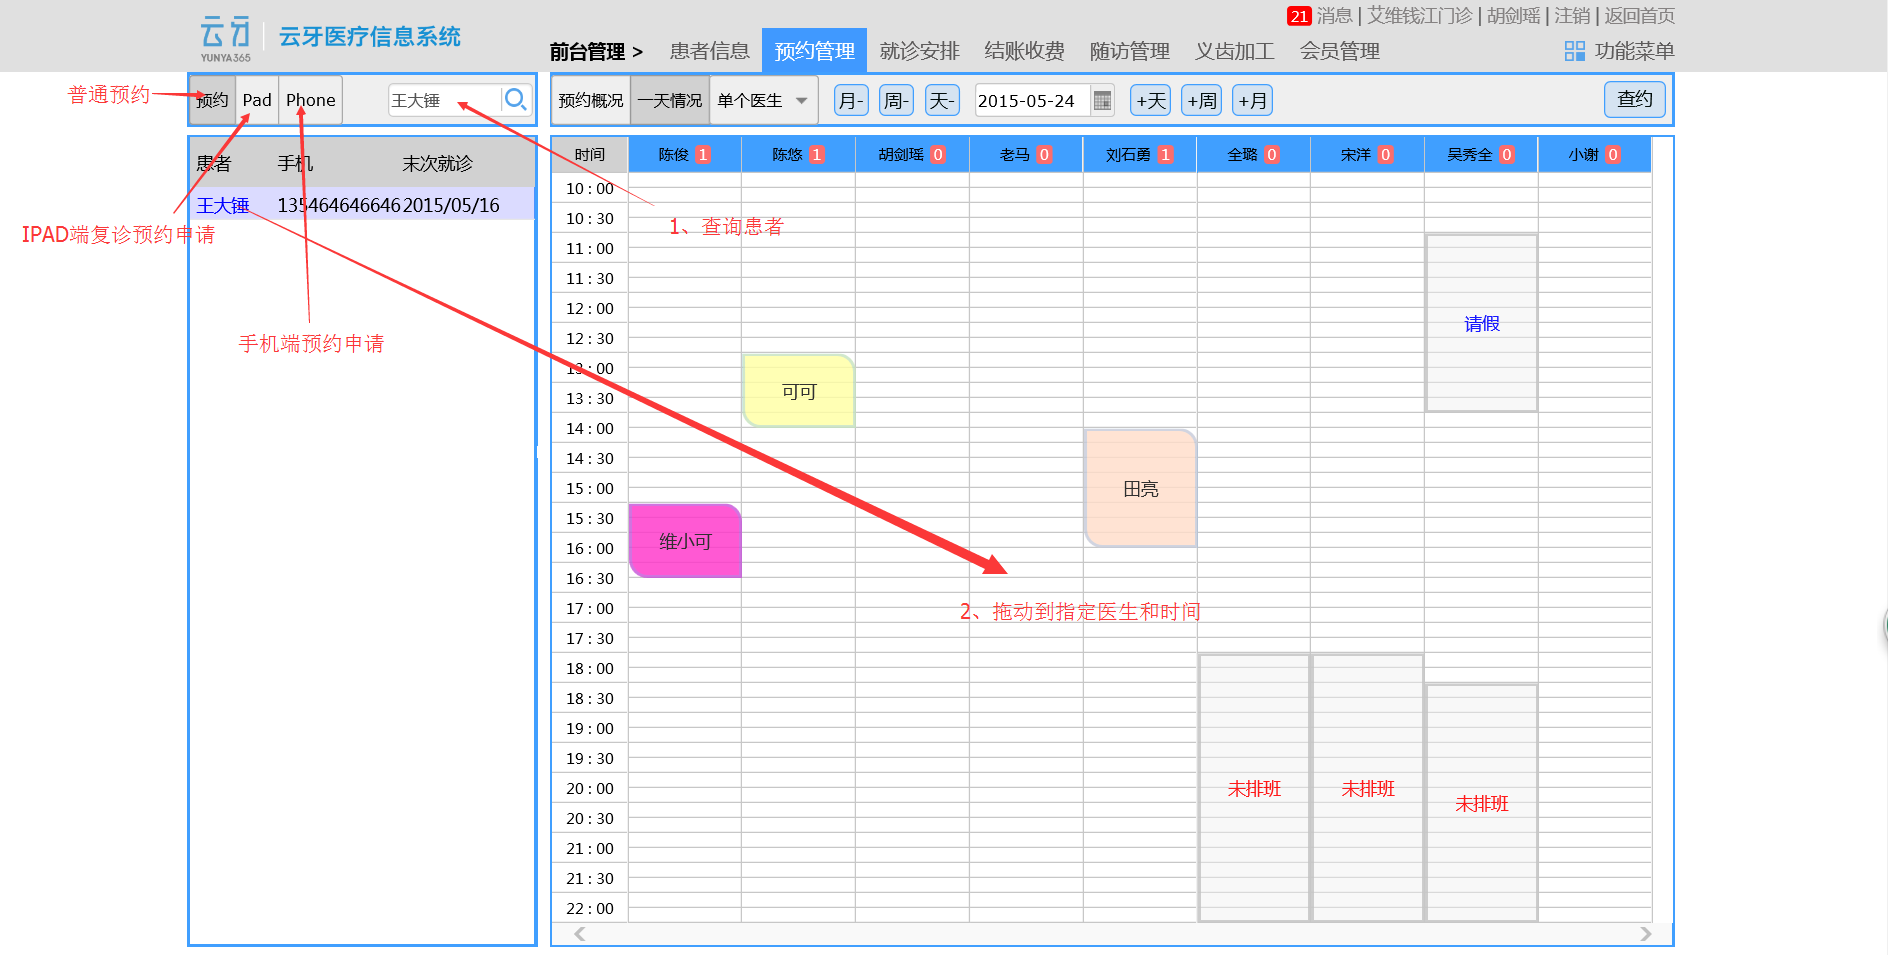 21 消息 | 艾维钱江门诊 | 胡剑瑶 | 注销 | 返回首页
云牙 YUNYA365 云牙医疗信息系统
前台管理 > 患者信息 预约管理 就诊安排 结账收费 随访管理 义齿加工 会员管理 功能菜单
普通预约
预约 Pad Phone 王大锤
预约概况 一天情况 单个医生 月- 周- 天- 2015-05-24 +天 +周 +月 查约
患者 手机 末次就诊
王大锤 135464646646 2015/05/16
IPAD端复诊预约申请
手机端预约申请
时间 陈俊 1 陈悠 1 胡剑瑶 0 老马 0 刘石勇 1 全璐 0 宋洋 0 吴秀全 0 小谢 0
10:00
1、查询患者
10:30
11:00
11:30
12:00
请假
12:30
13:00
可可
13:30
14:00
14:30
15:00
田亮
15:30
维小可
16:00
16:30
17:00
2、拖动到指定医生和时间
17:30
18:00
18:30
19:00
19:30
20:00
未排班 未排班 未排班
20:30
21:00
21:30
22:00